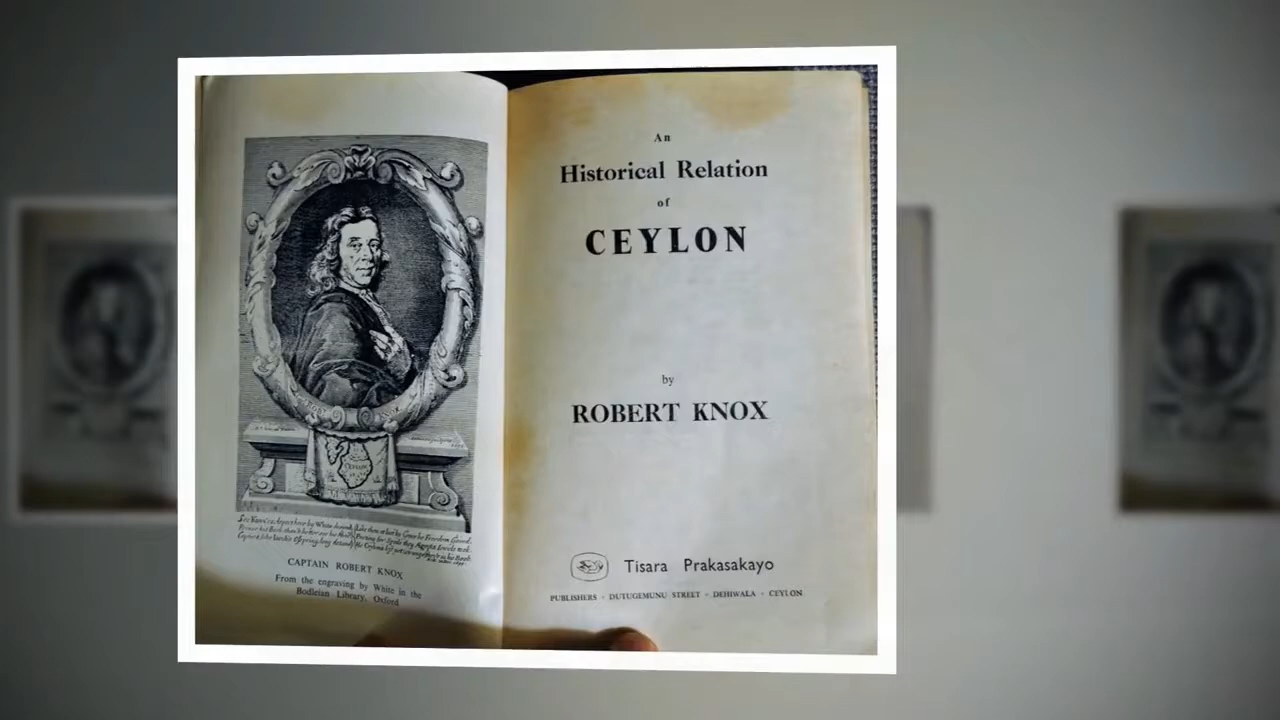 CAPTAIN ROBERT KNOX
From the engraving by White in the
Bodleian Library, Oxford
An
Historical Relation
of
CEYLON
by
ROBERT KNOX
Tisara Prakasakayo
PUBLISHERS - DUTUGEMUNU STREET - DEHIWALA - CEYLON